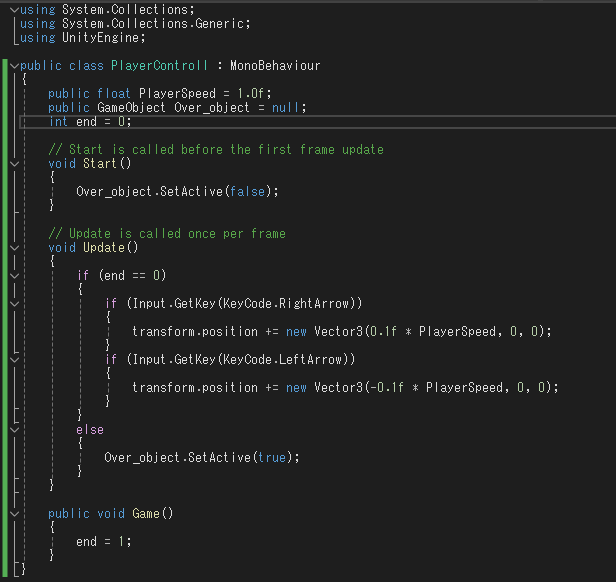 using System.Collections;
using System.Collections.Generic;
using UnityEngine;
public class PlayerControll : MonoBehaviour
{
public float PlayerSpeed = 1.0f;
public GameObject Over_object = null;
int end = 0;
// Start is called before the first frame update
void Start()
{
Over_object.SetActive(false);
}
// Update is called once per frame
void Update()
{
if (end == 0)
{
if (Input.GetKey(KeyCode.RightArrow))
{
transform.position += new Vector3(0.1f * PlayerSpeed, 0, 0);
}
if (Input.GetKey(KeyCode.LeftArrow))
{
transform.position += new Vector3(-0.1f * PlayerSpeed, 0, 0);
}
}
else
{
Over_object.SetActive(true);
}
}
public void Game()
{
end = 1;
}
}